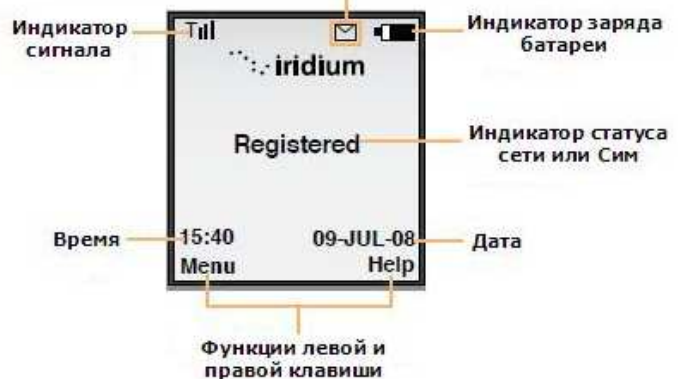 Индикатор
сигнала
Индикатор заряда
батареи
iridium
Registered
Индикатор статуса
сети или Сим
Время
15:40
09-JUL-08
Дата
Menu
Help
Функции левой и
правой клавиши